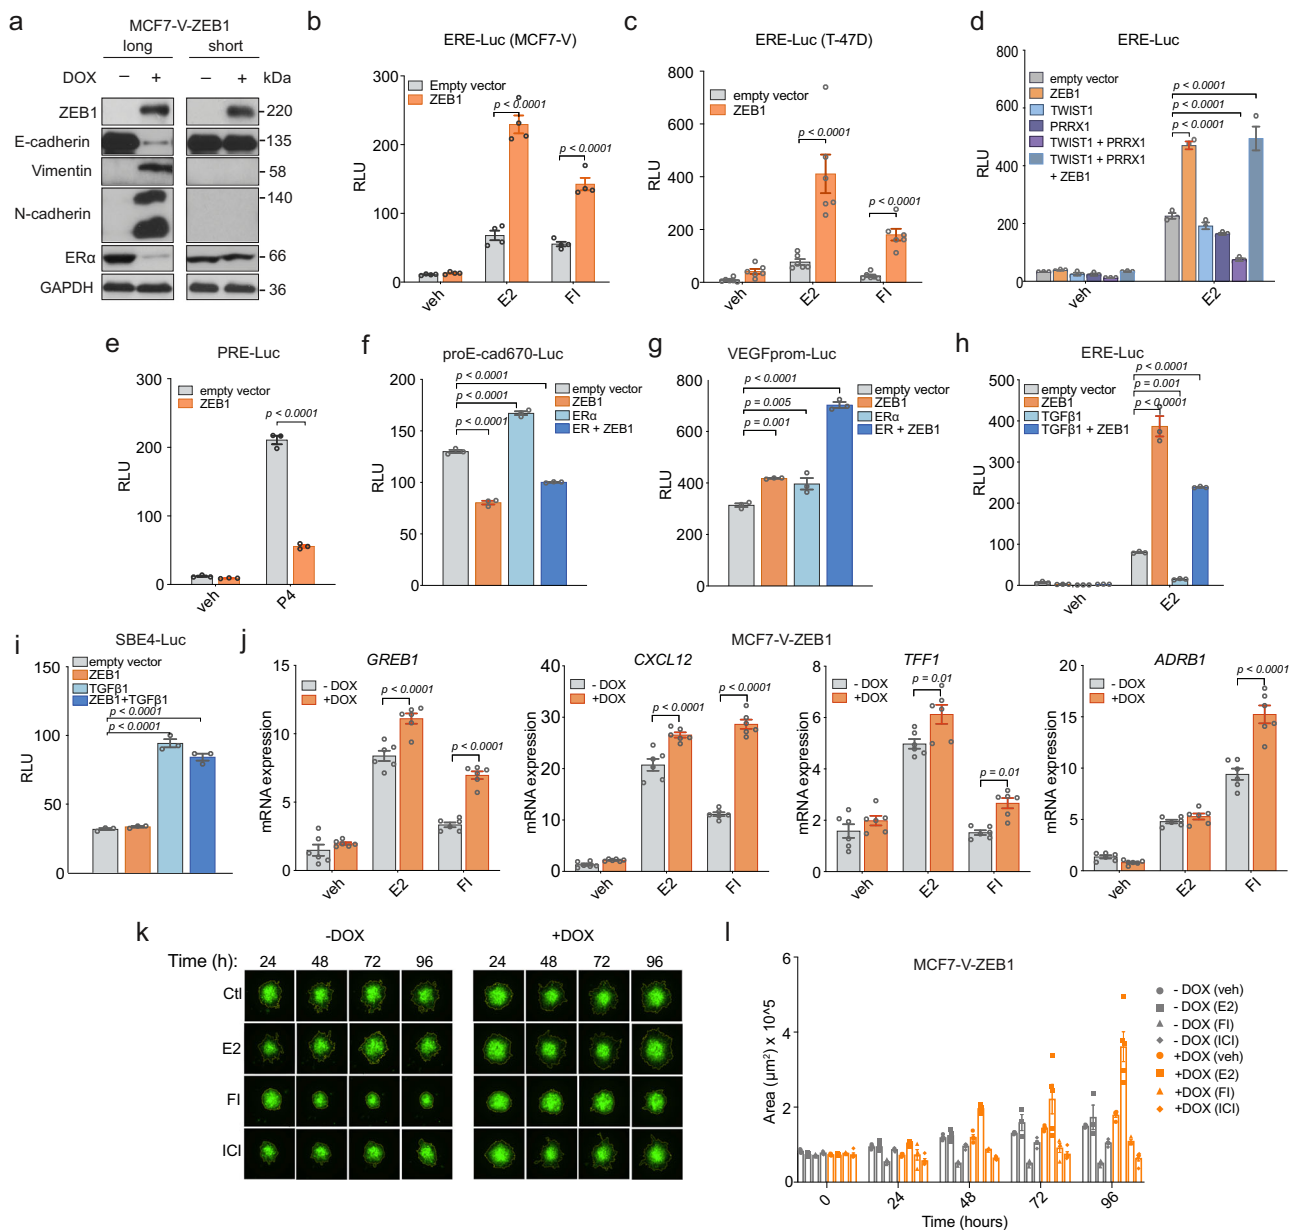 a
MCF7-V-ZEB1
long short
DOX – + – + kDa
ZEB1 220
E-cadherin 135
Vimentin 58
N-cadherin 140
ERα 66
GAPDH 36
b
ERE-Luc (MCF7-V)
Empty vector
ZEB1
p < 0.0001
p < 0.0001
RLU
300
200
100
0
veh E2 FI
c
ERE-Luc (T-47D)
empty vector
ZEB1
p < 0.0001
p < 0.0001
RLU
800
600
400
200
0
veh E2 FI
d
ERE-Luc
empty vector
ZEB1
TWIST1
PRRX1
TWIST1 + PRRX1
TWIST1 + PRRX1
+ ZEB1
p < 0.0001
p < 0.0001
p < 0.0001
RLU
800
600
400
200
0
veh E2
e
PRE-Luc
empty vector
ZEB1
p < 0.0001
RLU
300
200
100
0
veh P4
f
proE-cad670-Luc
empty vector
ZEB1
ERα
ER + ZEB1
p < 0.0001
p < 0.0001
p < 0.0001
RLU
200
150
100
50
0
g
VEGFprom-Luc
empty vector
ZEB1
ERα
ER + ZEB1
p < 0.0001
p = 0.005
p = 0.001
RLU
800
600
400
200
0
h
ERE-Luc
empty vector
ZEB1
TGFβ1
TGFβ1 + ZEB1
p < 0.0001
p = 0.001
p < 0.0001
RLU
500
400
300
200
100
0
veh E2
i
SBE4-Luc
empty vector
ZEB1
TGFβ1
ZEB1+TGFβ1
p < 0.0001
p < 0.0001
RLU
150
100
50
0
j
MCF7-V-ZEB1
GREB1
- DOX
+DOX
p < 0.0001
p < 0.0001
mRNA expression
15
10
5
0
veh E2 FI
CXCL12
- DOX
+DOX
p < 0.0001
p < 0.0001
mRNA expression
40
30
20
10
0
veh E2 FI
TFF1
- DOX
+DOX
p = 0.01
p = 0.01
mRNA expression
8
6
4
2
0
veh E2 FI
ADRB1
- DOX
+DOX
p < 0.0001
mRNA expression
20
15
10
5
0
veh E2 FI
k
-DOX +DOX
Time (h): 24 48 72 96 24 48 72 96
Ctl
E2
FI
ICI
l
MCF7-V-ZEB1
- DOX (veh)
- DOX (E2)
- DOX (FI)
- DOX (ICI)
+DOX (veh)
+DOX (E2)
+DOX (FI)
+DOX (ICI)
Area (µm²) x 10^5
6
4
2
0
0 24 48 72 96
Time (hours)